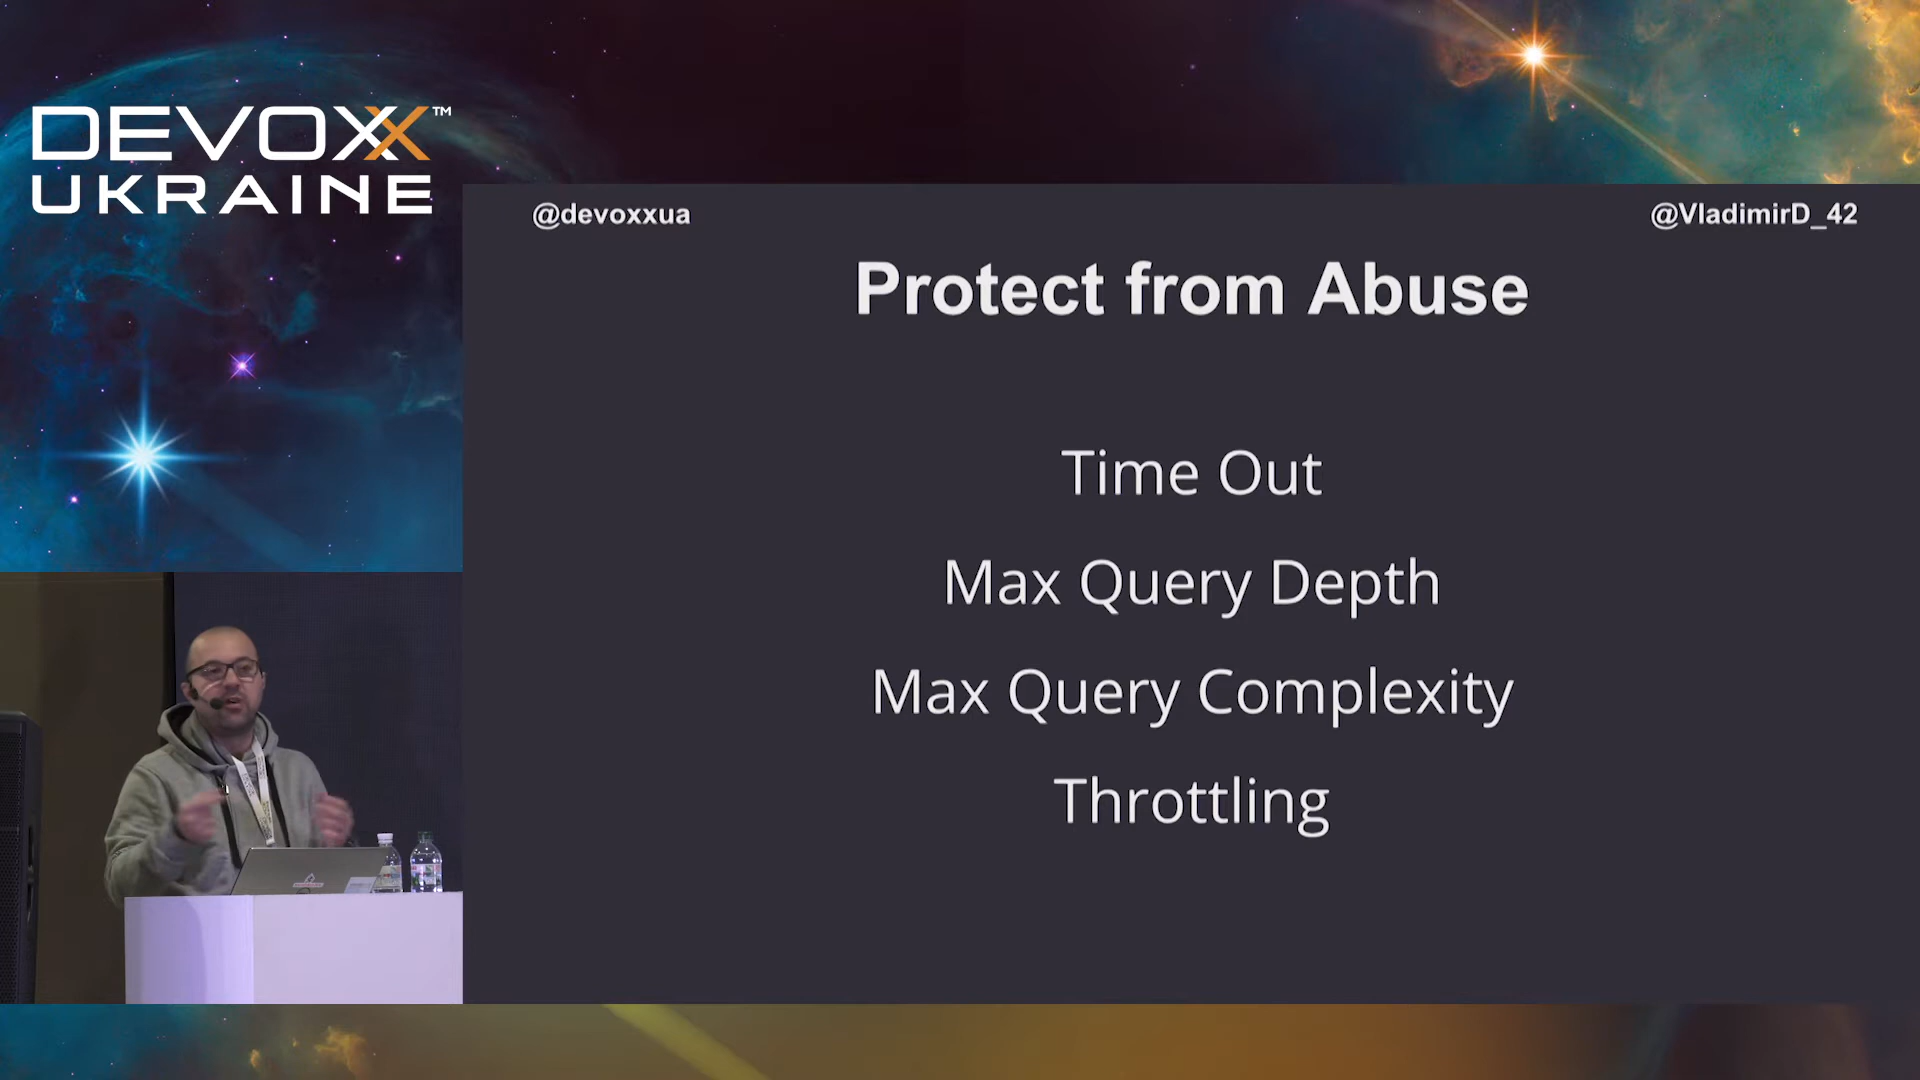 DEVOXX™
UKRAINE
@devoxxua
@VladimirD_42
Protect from Abuse
Time Out
Max Query Depth
Max Query Complexity
Throttling